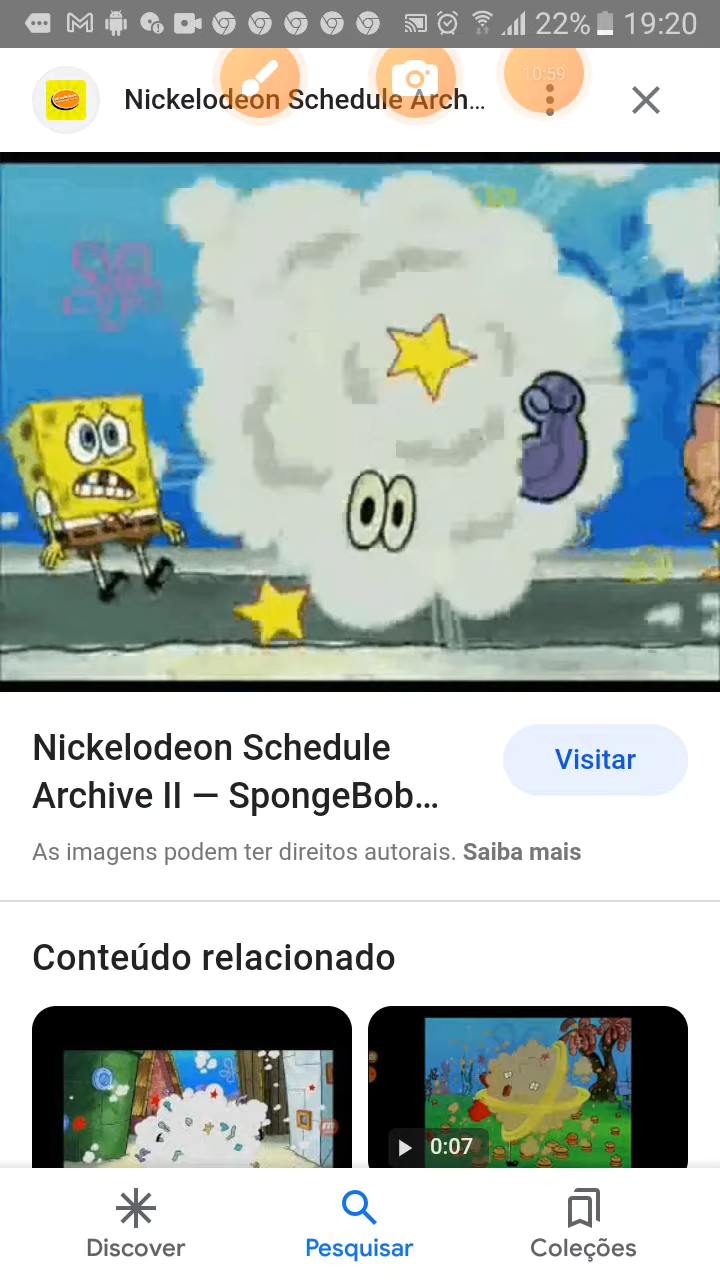 22% 19:20
10:59
Nickelodeon Schedule Arch...
Nickelodeon Schedule
Archive II — SpongeBob...
Visitar
As imagens podem ter direitos autorais. Saiba mais
Conteúdo relacionado
0:07
Discover
Pesquisar
Coleções